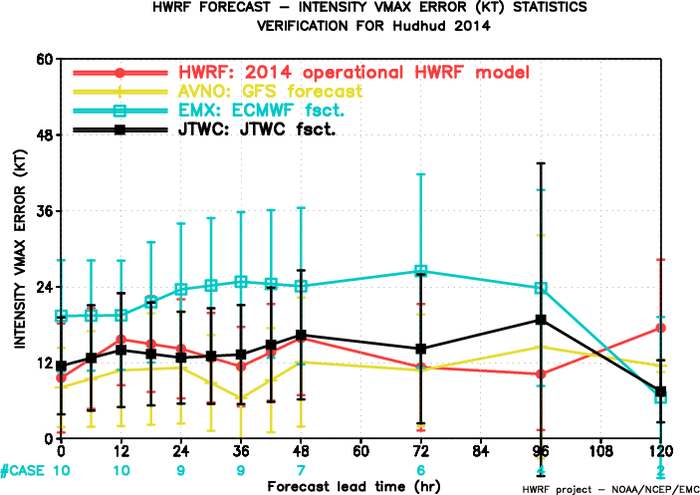 HWRF FORECAST – INTENSITY VMAX ERROR (KT) STATISTICS
VERIFICATION FOR Hudhud 2014
INTENSITY VMAX ERROR (KT)
60
48
36
24
12
0
HWRF: 2014 operational HWRF model
AVNO: GFS forecast
EMX: ECMWF fsct.
JTWC: JTWC fsct.
0 12 24 36 48 60 72 84 96 108 120
#CASE 10 10 9 9 7 6 4 2
Forecast lead time (hr)
HWRF project – NOAA/NCEP/EMC